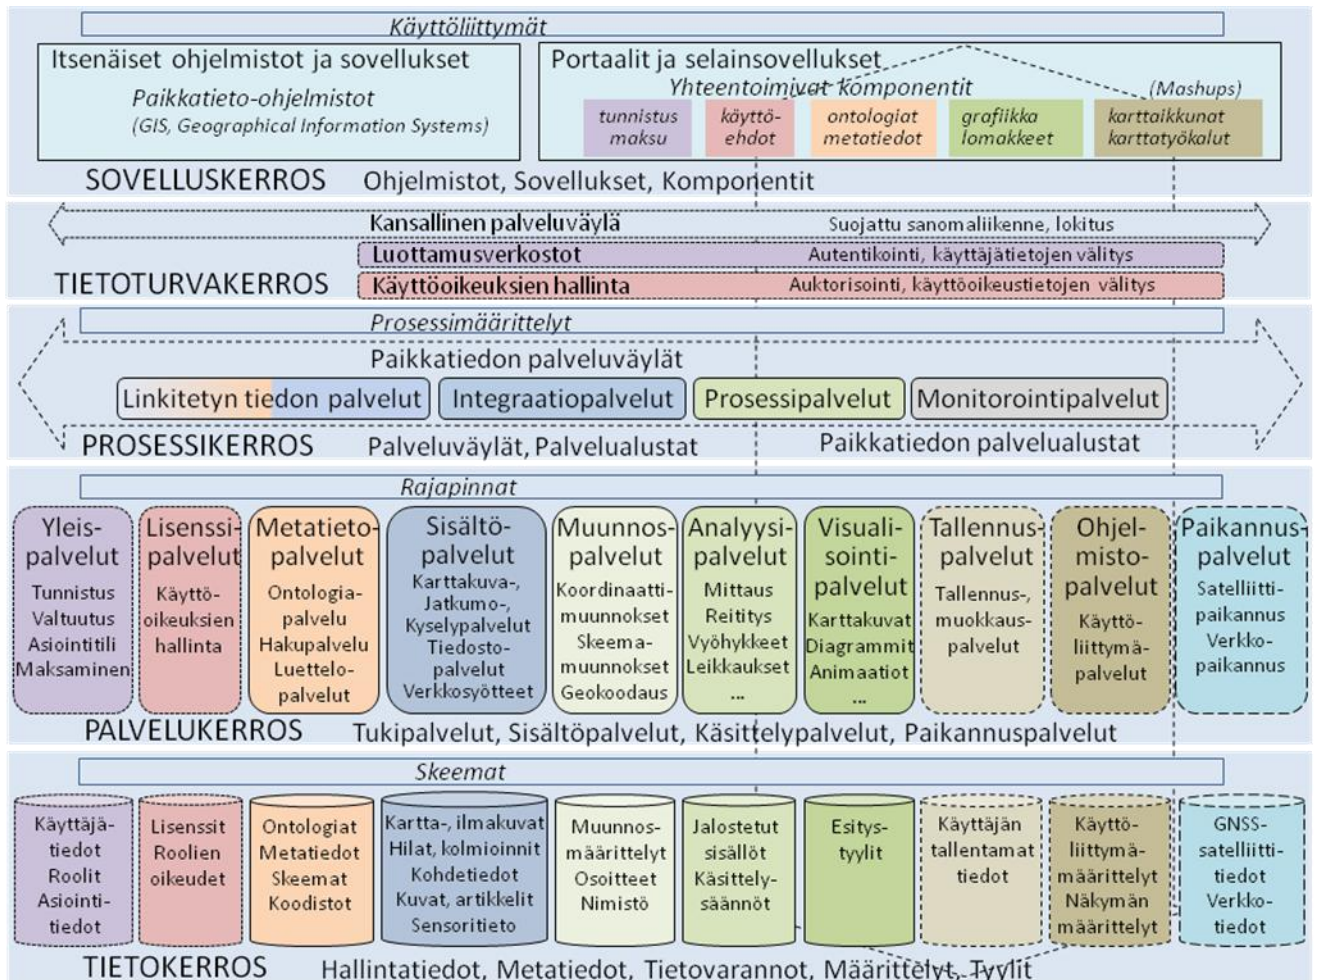 Käyttöliittymät
Itsenäiset ohjelmistot ja sovellukset
Paikkatieto-ohjelmistot
(GIS, Geographical Information Systems)
Portaalit ja selainsovellukset
Yhteentoimivat komponentit
(Mashups)
tunnistus
maksu
käyttö-
ehdot
ontologiat
metatiedot
grafiikka
lomakkeet
karttaikkunat
karttatyökalut
SOVELLUSKERROS
Ohjelmistot, Sovellukset, Komponentit
Kansallinen palveluväylä
Suojattu sanomaliikenne, lokitus
Luottamusverkostot
Autentikointi, käyttäjätietojen välitys
TIETOTURVAKERROS
Käyttöoikeuksien hallinta
Auktorisointi, käyttöoikeustietojen välitys
Prosessimäärittelyt
Paikkatiedon palveluväylät
Linkitetyn tiedon palvelut
Integraatiopalvelut
Prosessipalvelut
Monitorointipalvelut
PROSESSIKERROS
Palveluväylät, Palvelualustat
Paikkatiedon palvelualustat
Rajapinnat
Yleis-
palvelut
Tunnistus
Valtuutus
Asiointitili
Maksaminen
Lisenssi-
palvelut
Käyttö-
oikeuksien
hallinta
Metatieto-
palvelut
Ontologia-
palvelu
Hakupalvelu
Luettelo-
palvelut
Sisältö-
palvelut
Karttakuva-,
Jatkumo-,
Kyselypalvelut
Tiedosto-
palvelut
Verkkosyötteet
Muunnos-
palvelut
Koordinaatti-
muunnokset
Skeema-
muunnokset
Geokoodaus
Analyysi-
palvelut
Mittaus
Reititys
Vyöhykkeet
Leikkaukset
...
Visuali-
sointi-
palvelut
Karttakuvat
Diagrammit
Animaatiot
...
Tallennus-
palvelut
Tallennus-,
muokkaus-
palvelut
Ohjel-
misto-
palvelut
Käyttö-
liittymä-
palvelut
Paikannus-
palvelut
Satelliitti-
paikannus
Verkko-
paikannus
PALVELUKERROS
Tukipalvelut, Sisältöpalvelut, Käsittelypalvelut, Paikannuspalvelut
Skeemat
Käyttäjä-
tiedot
Roolit
Asiointi-
tiedot
Lisenssit
Roolien
oikeudet
Ontologiat
Metatiedot
Skeemat
Koodistot
Kartta-, ilmakuvat
Hilat, kolmioinnit
Kohdetiedot
Kuvat, artikkelit
Sensoritieto
Muunnos-
määrittelyt
Osoitteet
Nimistö
Jalostetut
sisällöt
Käsittely-
säännöt
Esitys-
tyylit
Käyttäjän
tallentamat
tiedot
Käyttö-
liittymä-
määrittelyt
Näkymän
määrittelyt
GNSS-
satelliitti-
tiedot
Verkko-
tiedot
TIETOKERROS
Hallintatiedot, Metatiedot, Tietovarannot, Määrittelyt, Tyylit